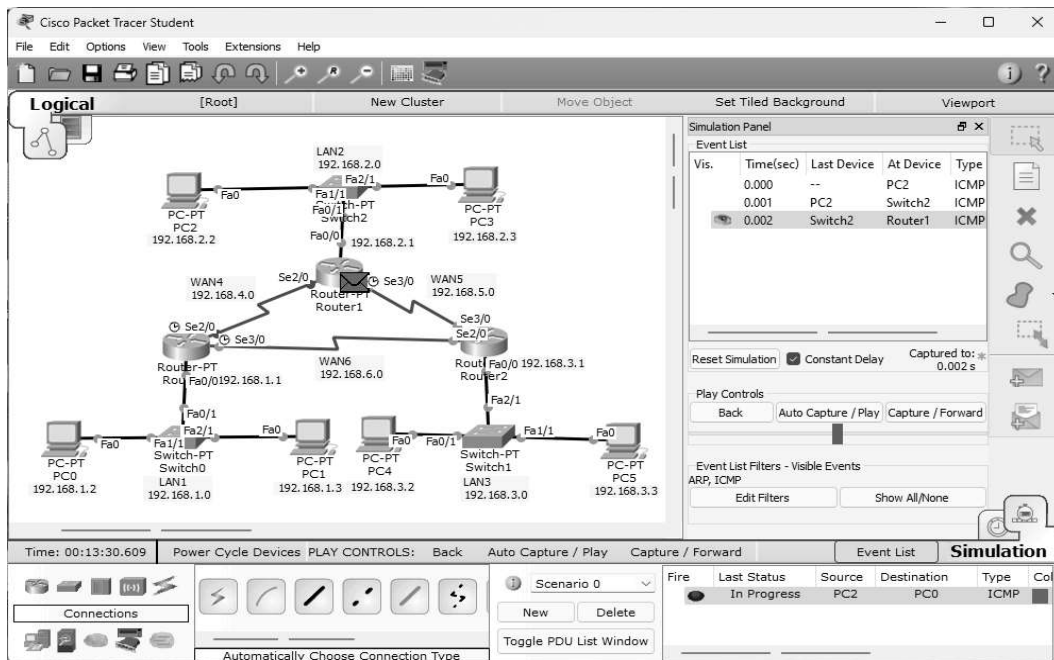 Cisco Packet Tracer Student
File Edit Options View Tools Extensions Help
Logical [Root] New Cluster Move Object Set Tiled Background Viewport
LAN2
192.168.2.0
Fa0 Fa2/1 Fa0
Fa1/1
Fa0/1
PC-PT
PC2
192.168.2.2
Switch2
PC-PT
PC3
192.168.2.3
Fa0/0 192.168.2.1
WAN4
192.168.4.0
Se2/0 Se3/0
WAN5
192.168.5.0
Router-PT
Router1
Se2/0
Se3/0
Se3/0
Se2/0
WAN6
192.168.6.0
Router-PT
Fa0/0 192.168.1.1
Fa0/0 192.168.3.1
Router2
Fa0/1
Fa2/1
Fa0 Fa1/1 Fa2/1 Fa0
Fa0 Fa0/1 Fa1/1 Fa0
PC-PT
PC0
192.168.1.2
Switch-PT
Switch0
LAN1
192.168.1.0
PC-PT
PC1
192.168.1.3
PC-PT
PC4
192.168.3.2
Switch-PT
Switch1
LAN3
192.168.3.0
PC-PT
PC5
192.168.3.3
Simulation Panel
Event List
Vis. Time(sec) Last Device At Device Type
0.000 -- PC2 ICMP
0.001 PC2 Switch2 ICMP
0.002 Switch2 Router1 ICMP
Reset Simulation Constant Delay Captured to: *
0.002 s
Play Controls
Back Auto Capture / Play Capture / Forward
Event List Filters - Visible Events
ARP, ICMP
Edit Filters Show All/None
Time: 00:13:30.609 Power Cycle Devices PLAY CONTROLS: Back Auto Capture / Play Capture / Forward Event List Simulation
Connections
Automatically Choose Connection Type
Scenario 0
New Delete
Toggle PDU List Window
Fire Last Status Source Destination Type Col
In Progress PC2 PC0 ICMP